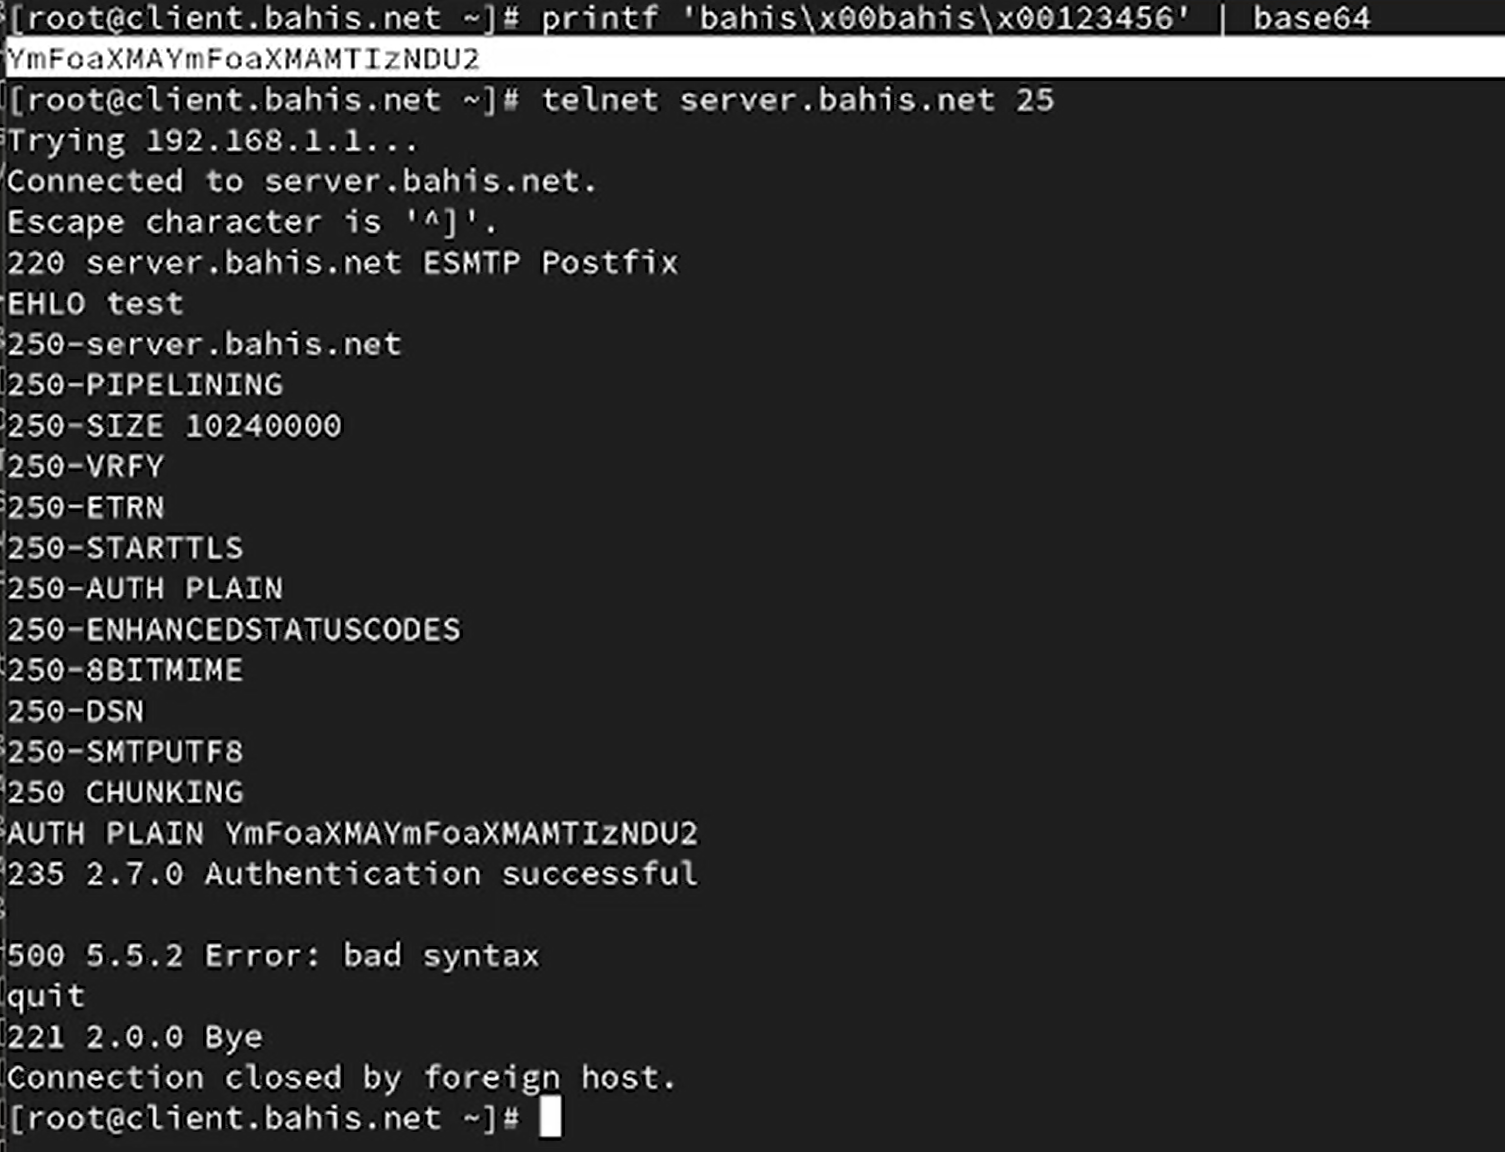 [root@client.bahis.net ~]# printf 'bahis\x00bahis\x00123456' | base64
YmFoaXMAYmFoaXMAMTIzNDU2
[root@client.bahis.net ~]# telnet server.bahis.net 25
Trying 192.168.1.1...
Connected to server.bahis.net.
Escape character is '^]'.
220 server.bahis.net ESMTP Postfix
EHLO test
250-server.bahis.net
250-PIPELINING
250-SIZE 10240000
250-VRFY
250-ETRN
250-STARTTLS
250-AUTH PLAIN
250-ENHANCEDSTATUSCODES
250-8BITMIME
250-DSN
250-SMTPUTF8
250 CHUNKING
AUTH PLAIN YmFoaXMAYmFoaXMAMTIzNDU2
235 2.7.0 Authentication successful
500 5.5.2 Error: bad syntax
quit
221 2.0.0 Bye
Connection closed by foreign host.
[root@client.bahis.net ~]#